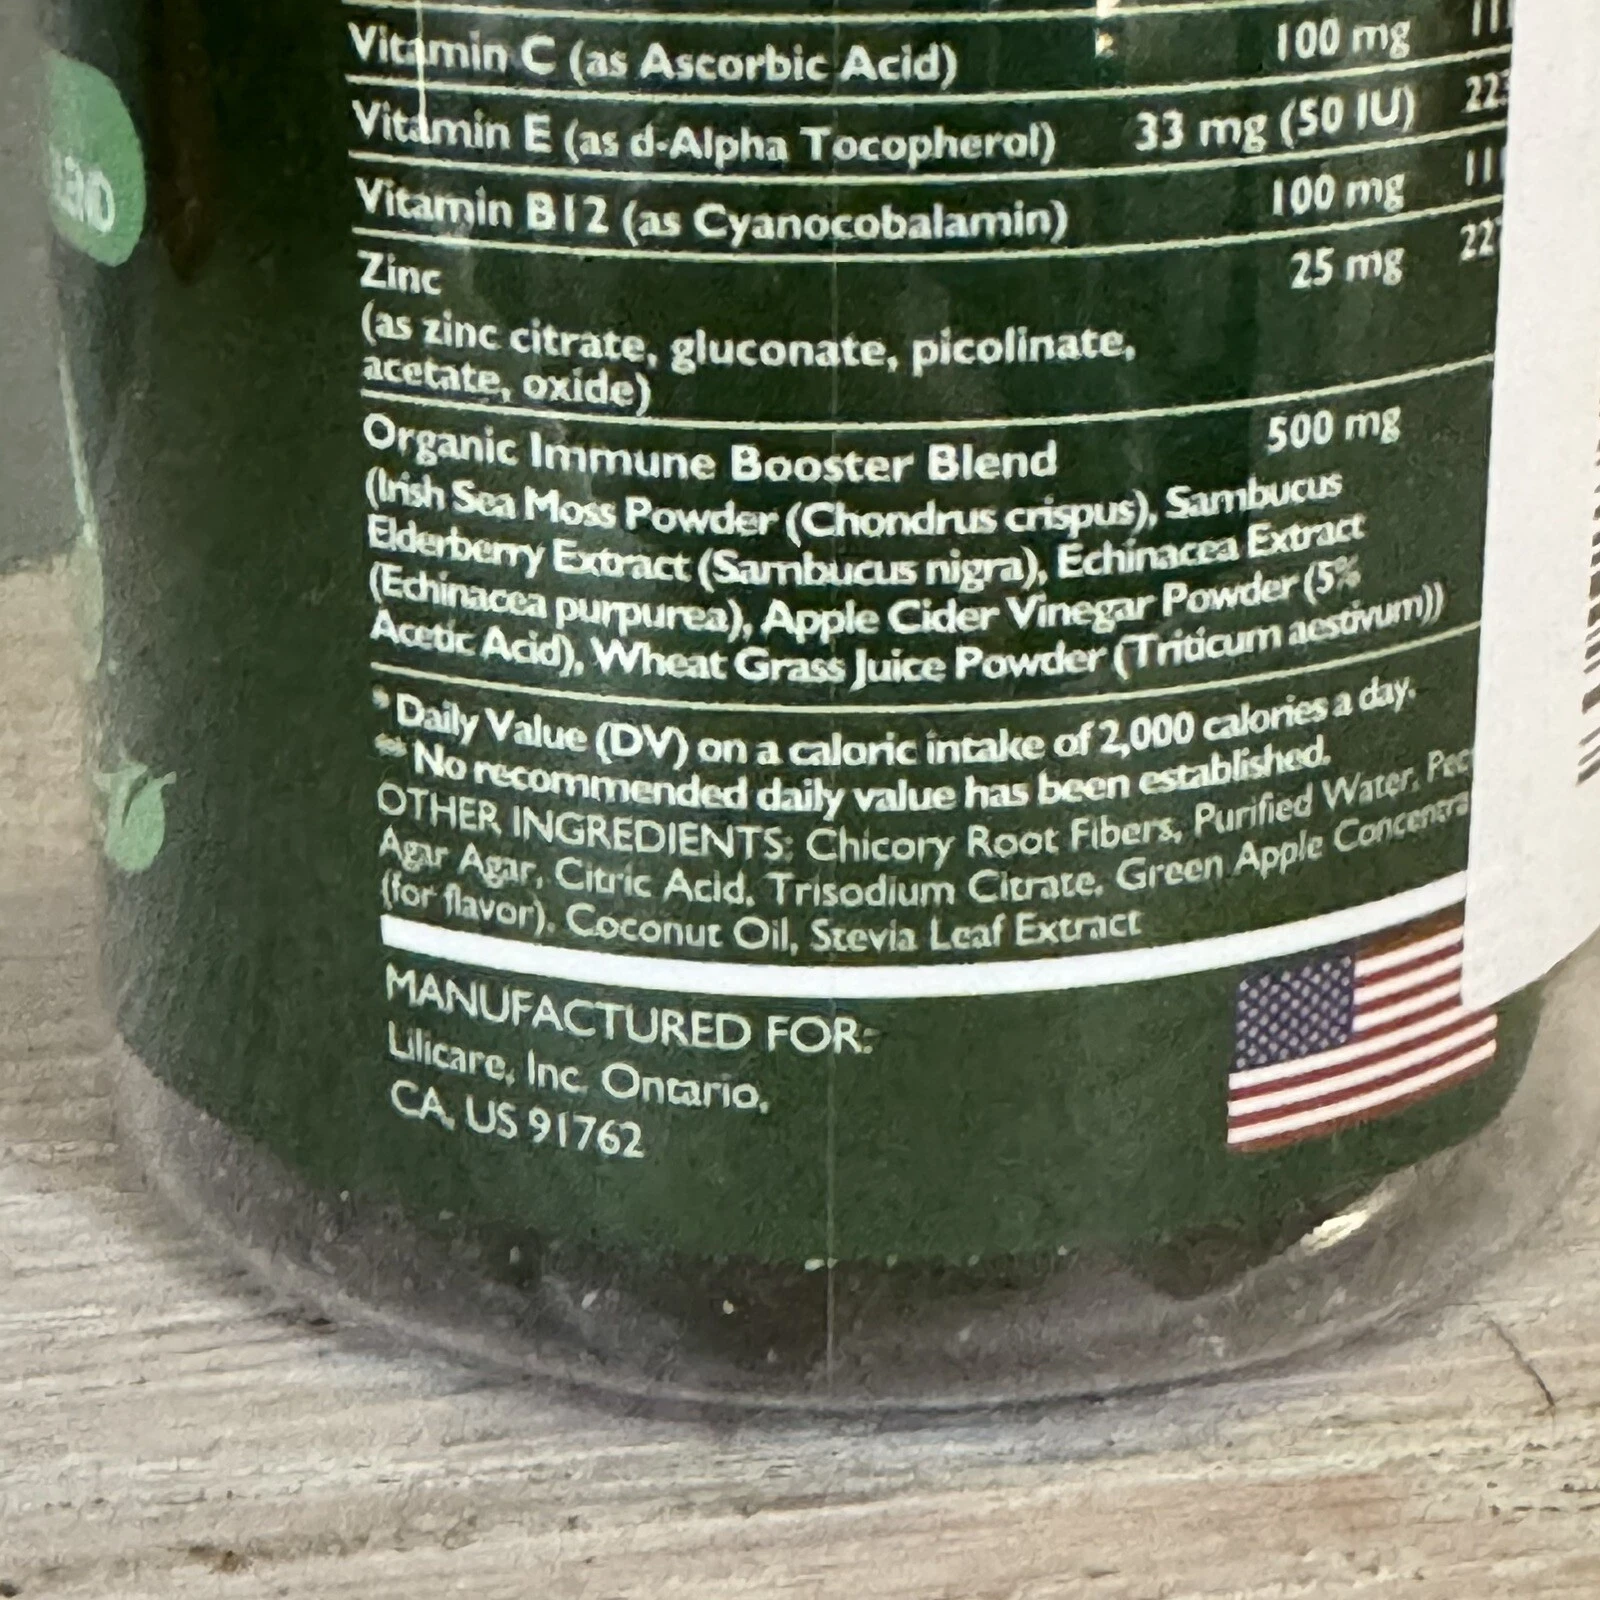 Vitamin C (as Ascorbic Acid) 100 mg
Vitamin E (as d-Alpha Tocopherol) 33 mg (50 IU)
Vitamin B12 (as Cyanocobalamin) 100 mg
Zinc 25 mg
(as zinc citrate, gluconate, picolinate,
acetate, oxide)
Organic Immune Booster Blend 500 mg
(Irish Sea Moss Powder (Chondrus crispus), Sambucus
Elderberry Extract (Sambucus nigra), Echinacea Extract
(Echinacea purpurea), Apple Cider Vinegar Powder (5%
Acetic Acid), Wheat Grass Juice Powder (Triticum aestivum))
* Daily Value (DV) on a caloric intake of 2,000 calories a day.
** No recommended daily value has been established.
OTHER INGREDIENTS: Chicory Root Fibers, Purified Water,
Agar Agar, Citric Acid, Trisodium Citrate, Green Apple
(for flavor), Coconut Oil, Stevia Leaf Extract
MANUFACTURED FOR:
Lilicare, Inc. Ontario,
CA, US 91762